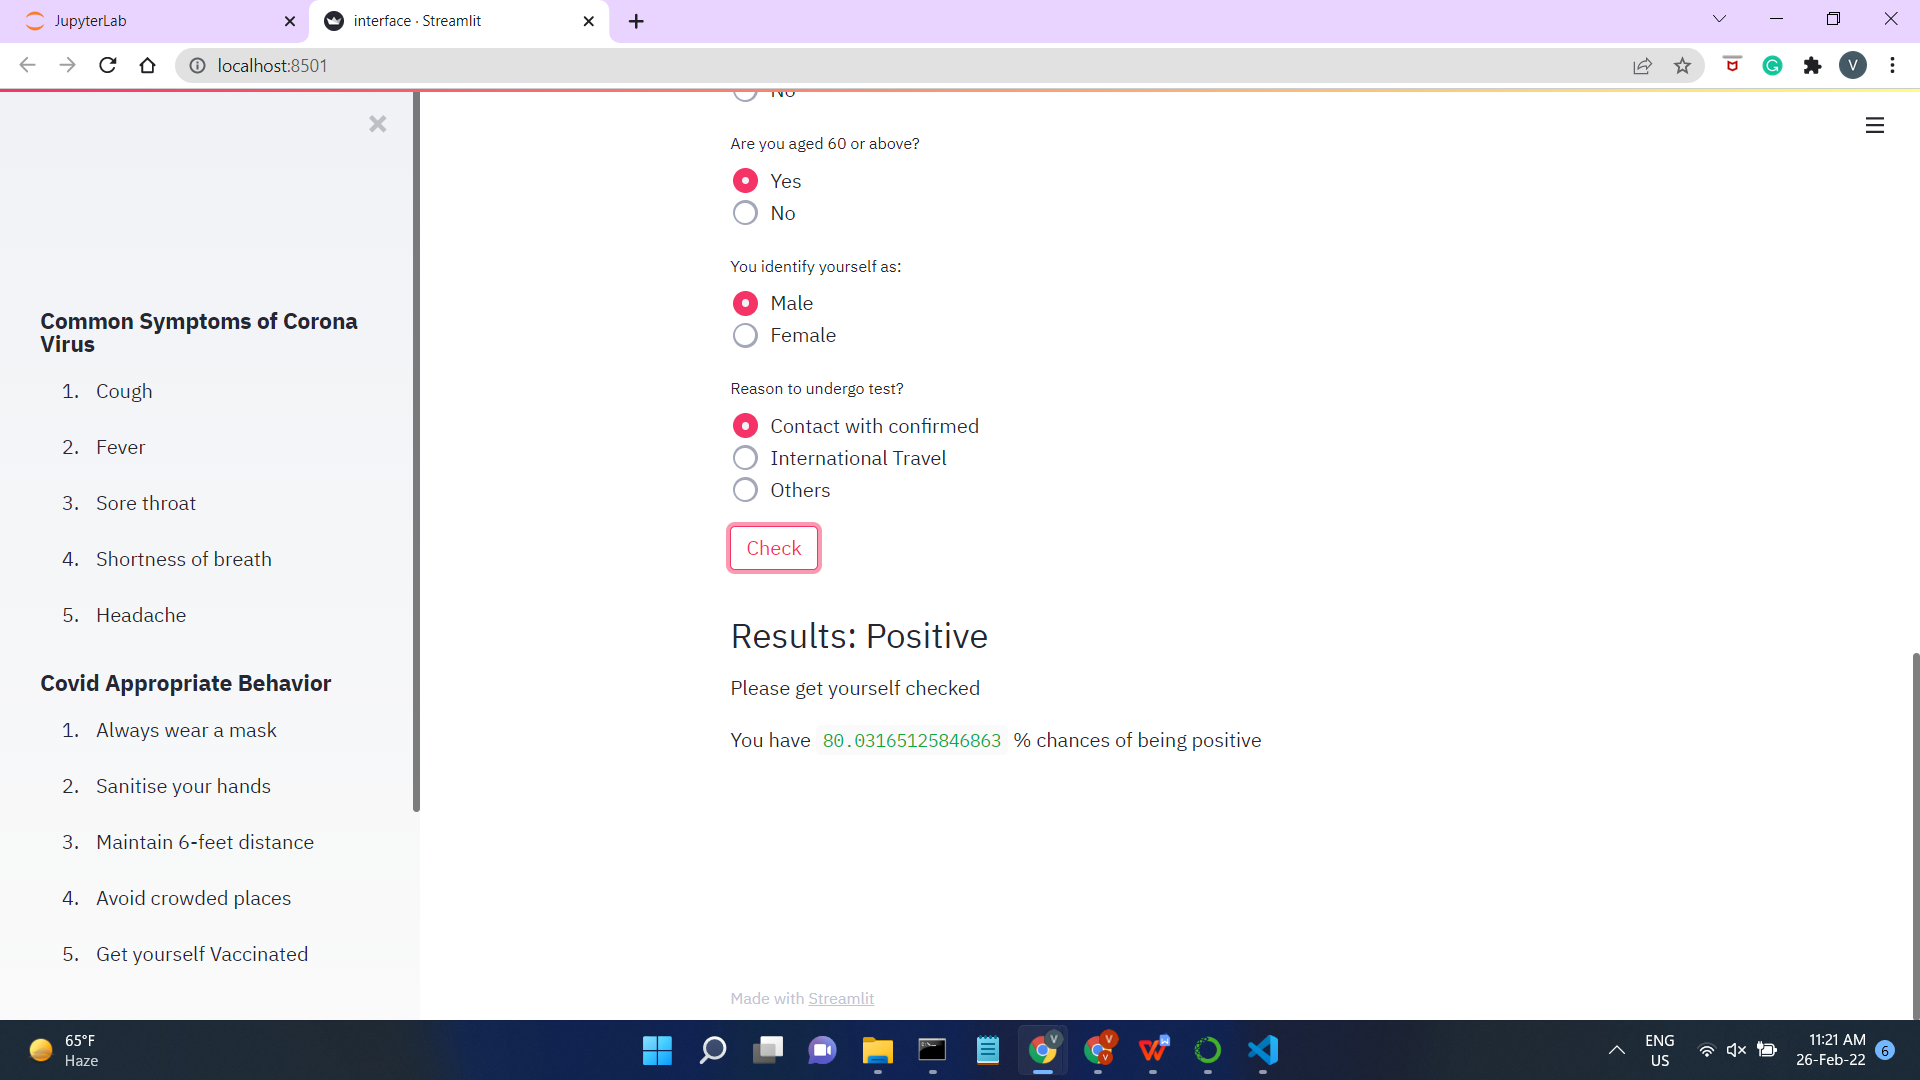 JupyterLab
interface · Streamlit
localhost:8501
V
No
Are you aged 60 or above?
Yes
No
You identify yourself as:
Male
Female
Reason to undergo test?
Contact with confirmed
International Travel
Others
Check
Results: Positive
Please get yourself checked
You have 80.03165125846863 % chances of being positive
Made with Streamlit
Common Symptoms of Corona
Virus
1. Cough
2. Fever
3. Sore throat
4. Shortness of breath
5. Headache
Covid Appropriate Behavior
1. Always wear a mask
2. Sanitise your hands
3. Maintain 6-feet distance
4. Avoid crowded places
5. Get yourself Vaccinated
65°F
Haze
V
V
V
ENG
US
11:21 AM
26-Feb-22
6